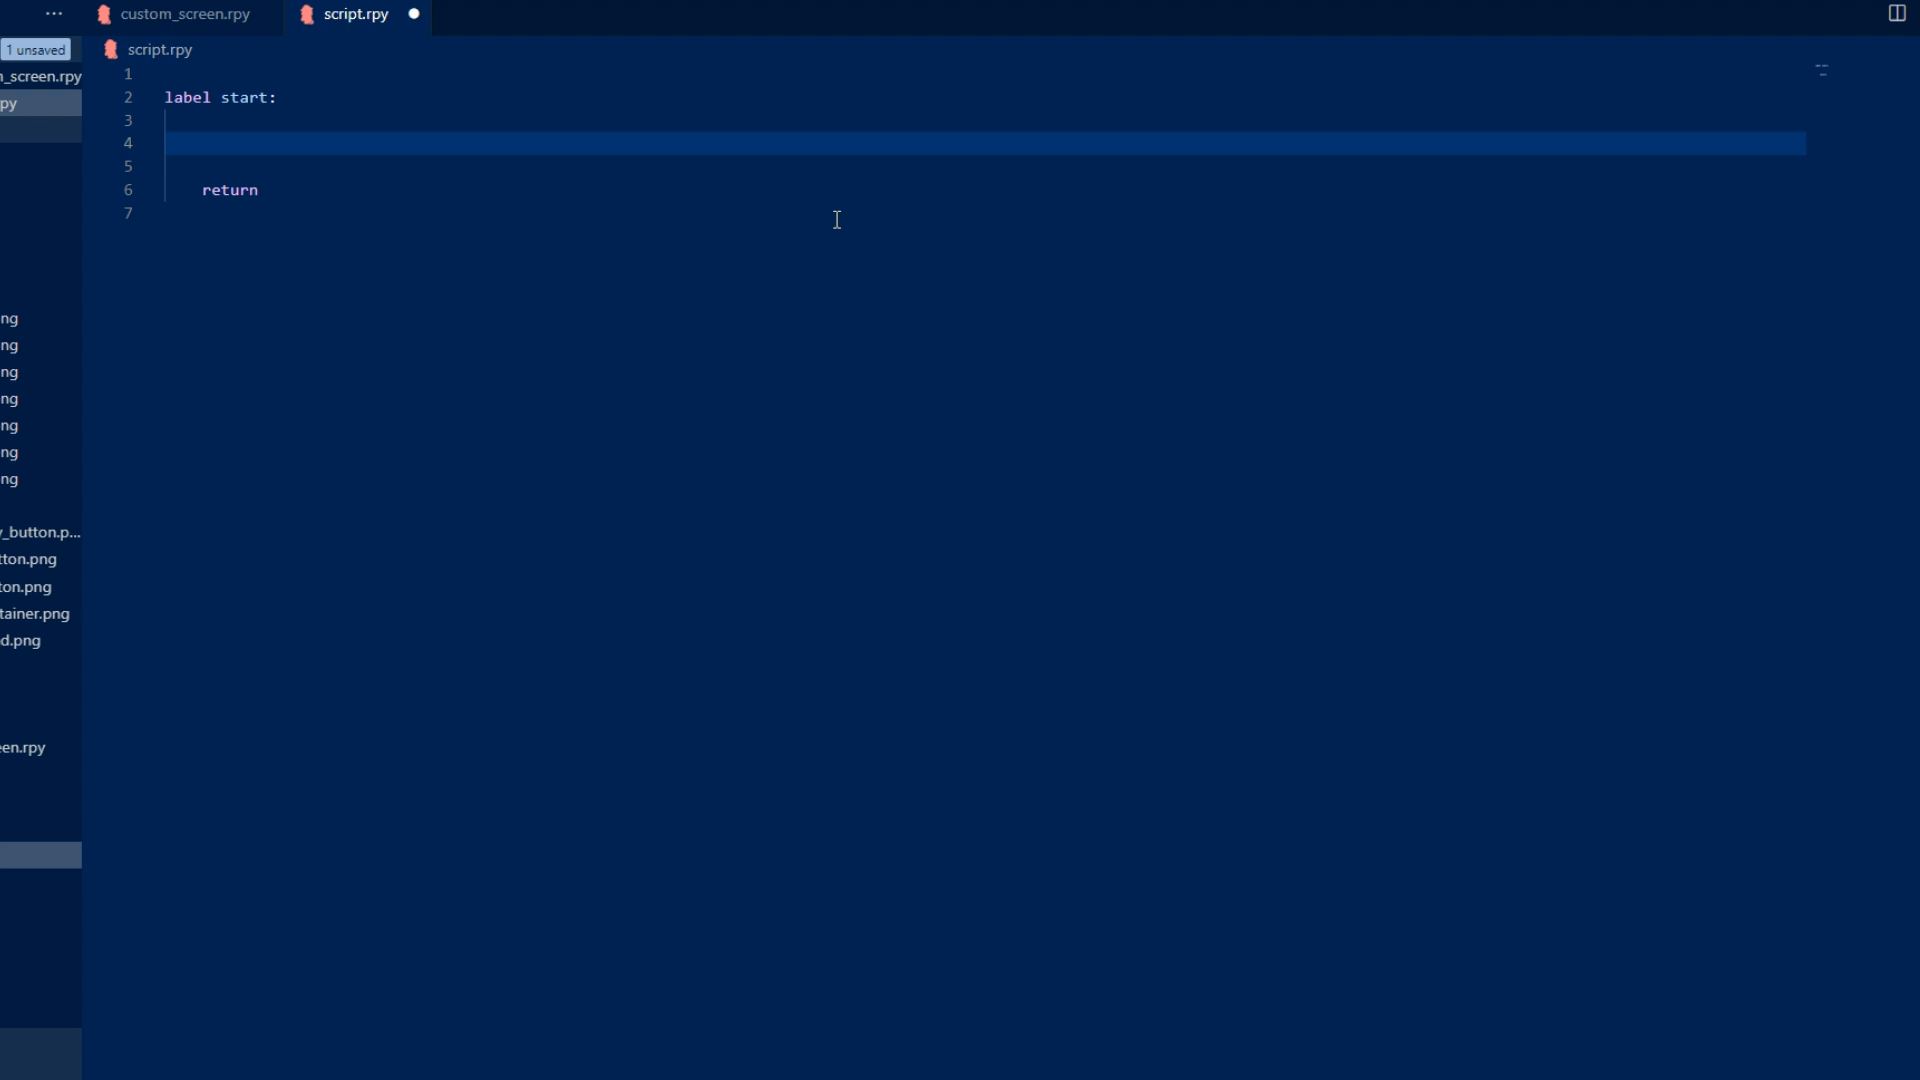 custom_screen.rpy
script.rpy
1 unsaved
script.rpy
_screen.rpy
py
1
2 label start:
3
4
5
6 return
7
ng
ng
ng
ng
ng
ng
ng
_button.p...
tton.png
ton.png
tainer.png
d.png
en.rpy